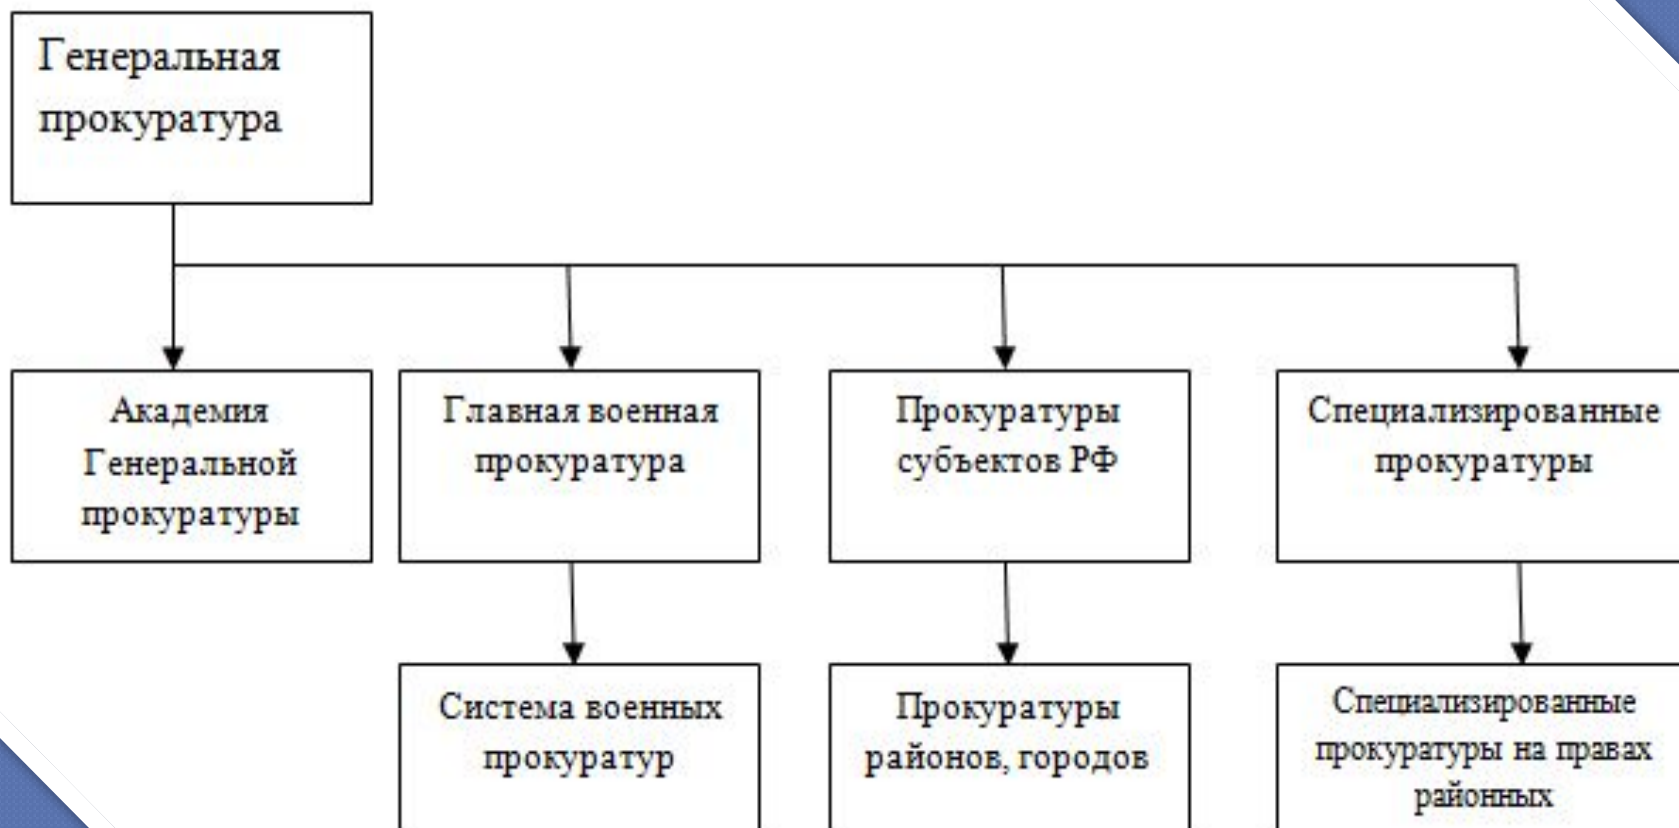 Генеральная
прокуратура
Академия
Генеральной
прокуратуры
Главная военная
прокуратура
Прокуратуры
субъектов РФ
Специализированные
прокуратуры
Система военных
прокуратур
Прокуратуры
районов, городов
Специализированные
прокуратуры на правах
районных